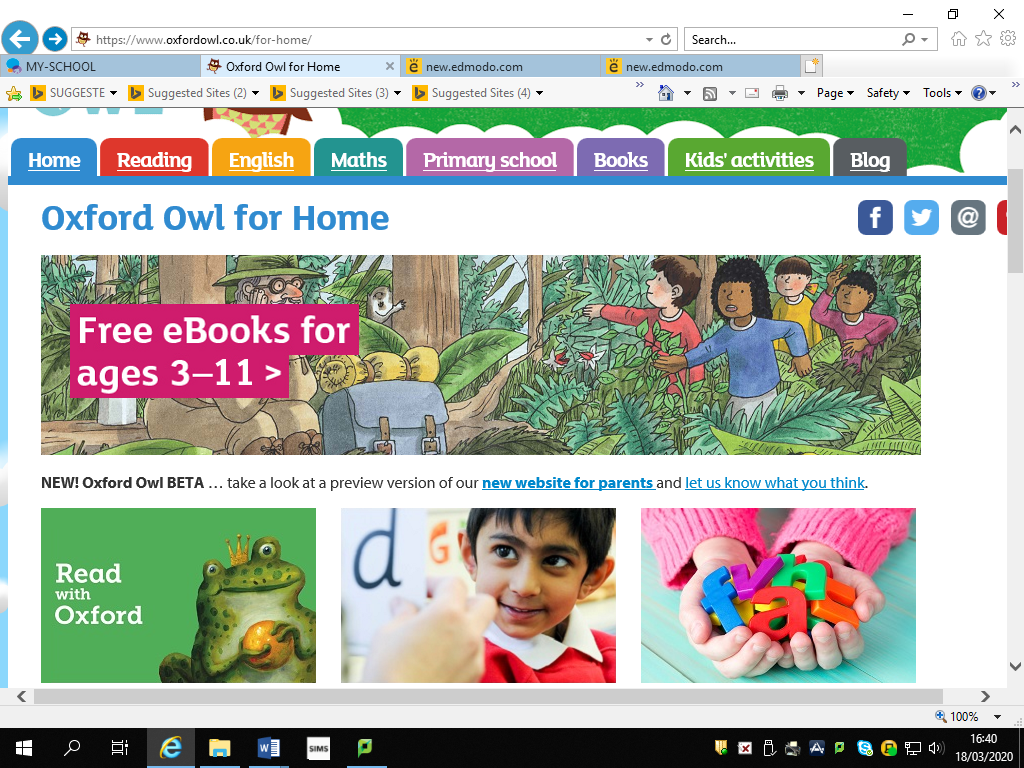 https://www.oxfordowl.co.uk/for-home/
Search...
MY-SCHOOL
Oxford Owl for Home
new.edmodo.com
new.edmodo.com
SUGGESTE
Suggested Sites (2)
Suggested Sites (3)
Suggested Sites (4)
Page
Safety
Tools
Home
Reading
English
Maths
Primary school
Books
Kids' activities
Blog
Oxford Owl for Home
Free eBooks for
ages 3–11 >
NEW! Oxford Owl BETA … take a look at a preview version of our new website for parents and let us know what you think.
Read
with
Oxford
d
G
100%
SIMS
16:40
18/03/2020